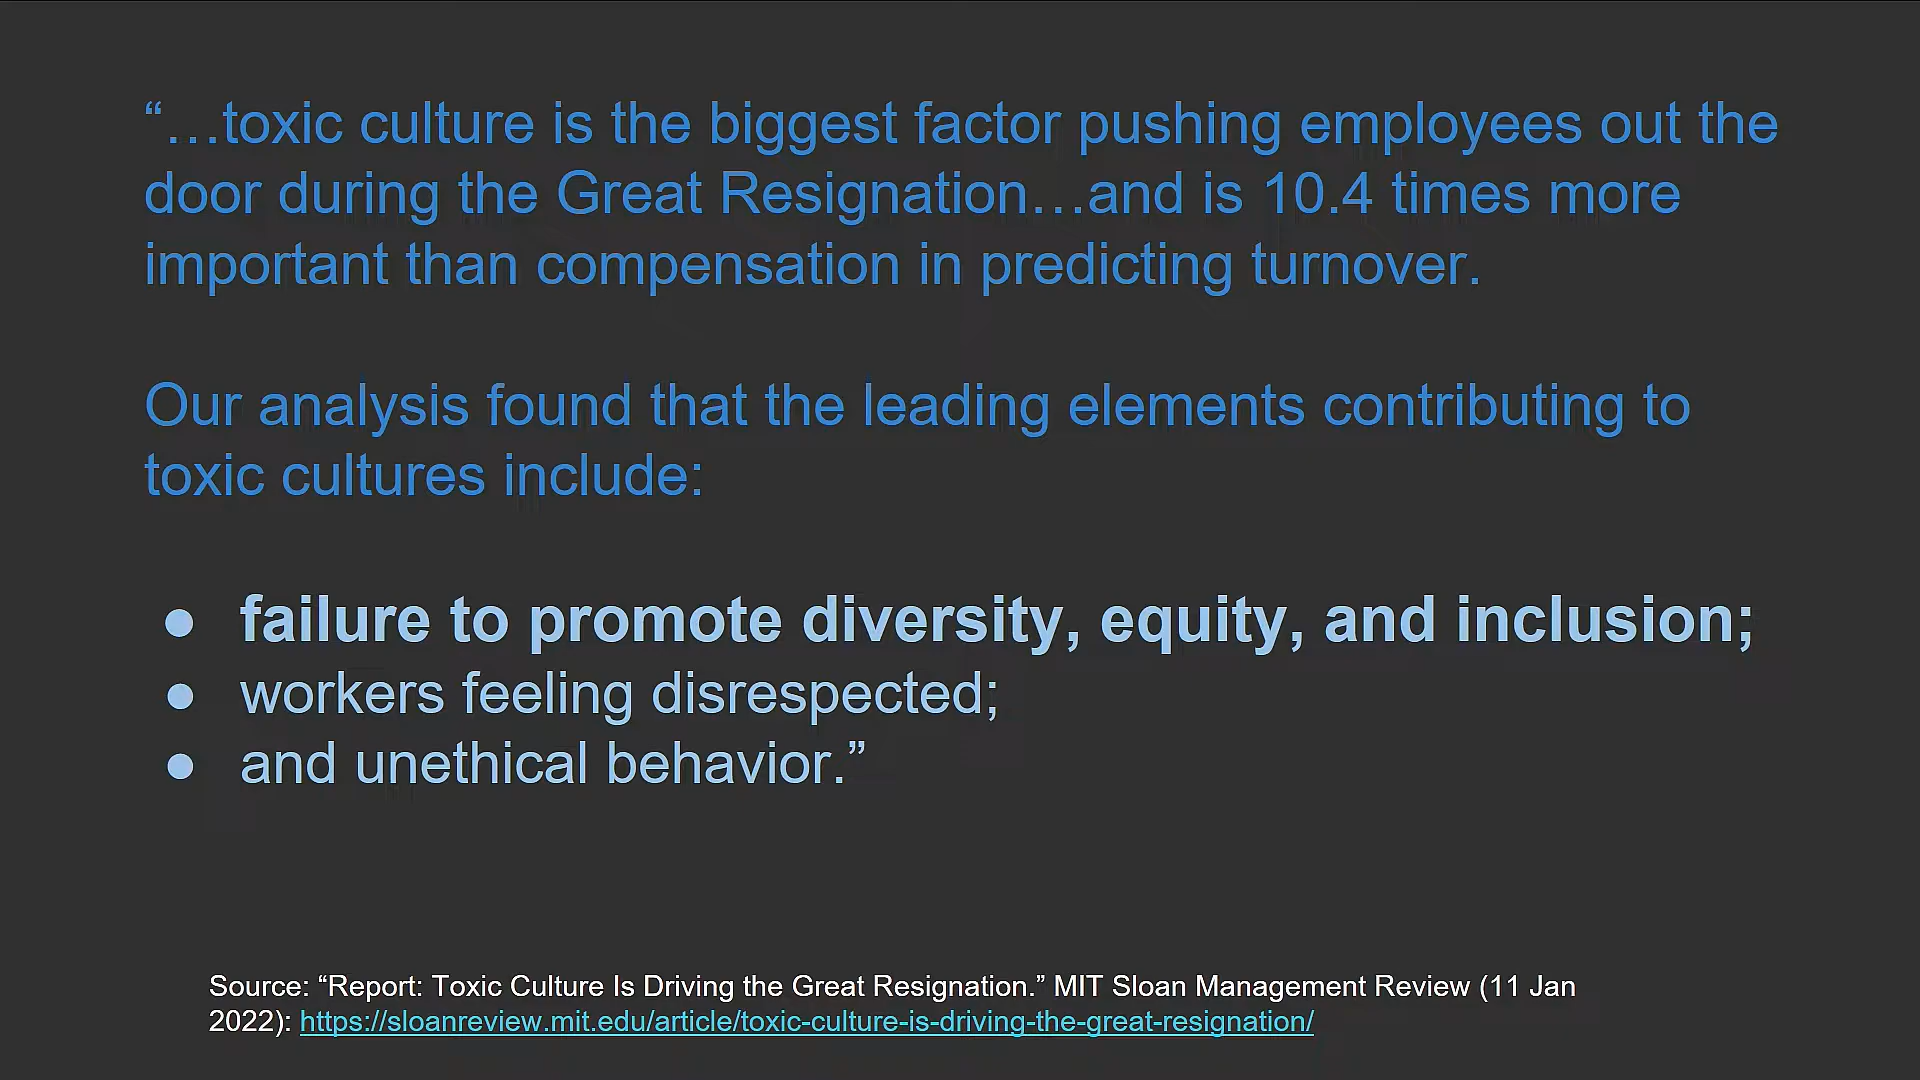 “…toxic culture is the biggest factor pushing employees out the
door during the Great Resignation…and is 10.4 times more
important than compensation in predicting turnover.
Our analysis found that the leading elements contributing to
toxic cultures include:
● failure to promote diversity, equity, and inclusion;
● workers feeling disrespected;
● and unethical behavior.”
Source: “Report: Toxic Culture Is Driving the Great Resignation.” MIT Sloan Management Review (11 Jan
2022): https://sloanreview.mit.edu/article/toxic-culture-is-driving-the-great-resignation/